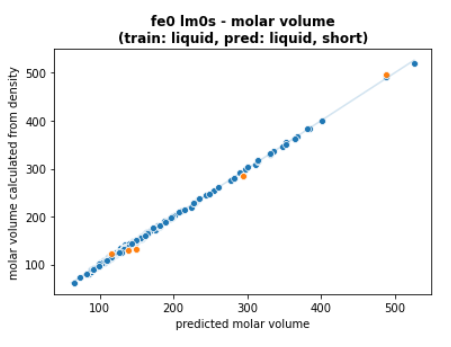 fe0 lm0s - molar volume
(train: liquid, pred: liquid, short)
500
400
300
200
100
molar volume calculated from density
100
200
300
400
500
predicted molar volume